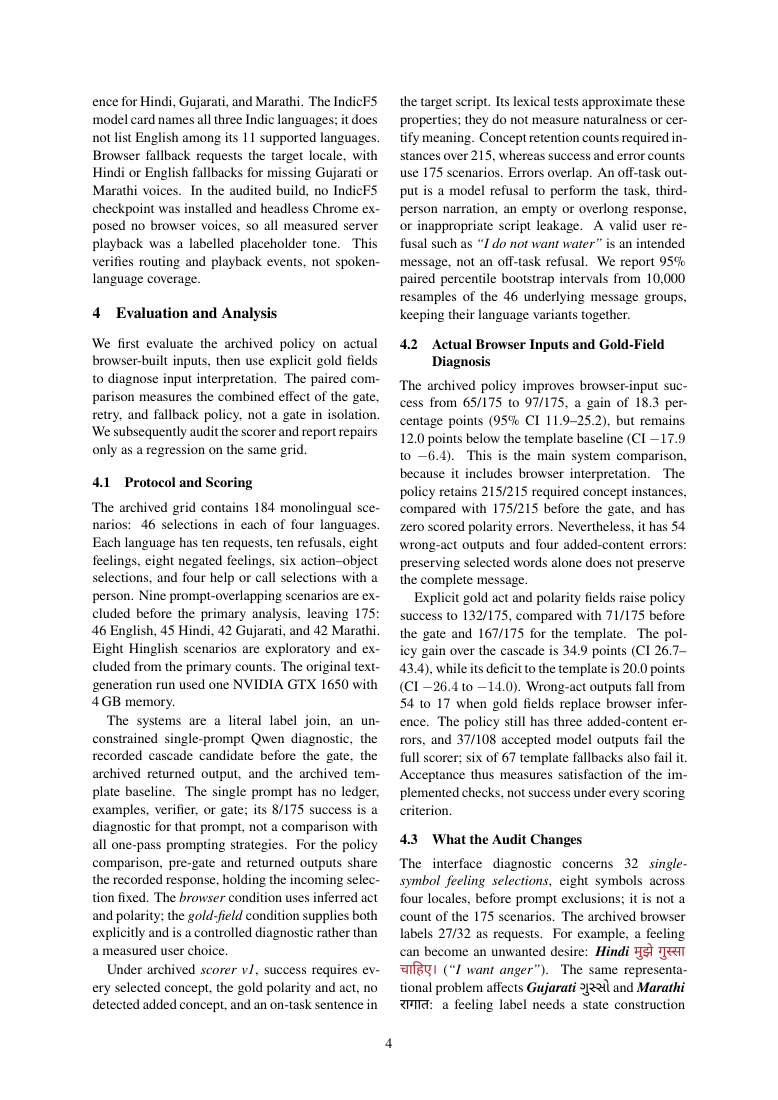 ence for Hindi, Gujarati, and Marathi. The IndicF5
model card names all three Indic languages; it does
not list English among its 11 supported languages.
Browser fallback requests the target locale, with
Hindi or English fallbacks for missing Gujarati or
Marathi voices. In the audited build, no IndicF5
checkpoint was installed and headless Chrome ex-
posed no browser voices, so all measured server
playback was a labelled placeholder tone. This
verifies routing and playback events, not spoken-
language coverage.
4 Evaluation and Analysis
We first evaluate the archived policy on actual
browser-built inputs, then use explicit gold fields
to diagnose input interpretation. The paired com-
parison measures the combined effect of the gate,
retry, and fallback policy, not a gate in isolation.
We subsequently audit the scorer and report repairs
only as a regression on the same grid.
4.1 Protocol and Scoring
The archived grid contains 184 monolingual sce-
narios: 46 selections in each of four languages.
Each language has ten requests, ten refusals, eight
feelings, eight negated feelings, six action–object
selections, and four help or call selections with a
person. Nine prompt-overlapping scenarios are ex-
cluded before the primary analysis, leaving 175:
46 English, 45 Hindi, 42 Gujarati, and 42 Marathi.
Eight Hinglish scenarios are exploratory and ex-
cluded from the primary counts. The original text-
generation run used one NVIDIA GTX 1650 with
4 GB memory.
The systems are a literal label join, an un-
constrained single-prompt Qwen diagnostic, the
recorded cascade candidate before the gate, the
archived returned output, and the archived tem-
plate baseline. The single prompt has no ledger,
examples, verifier, or gate; its 8/175 success is a
diagnostic for that prompt, not a comparison with
all one-pass prompting strategies. For the policy
comparison, pre-gate and returned outputs share
the recorded response, holding the incoming selec-
tion fixed. The browser condition uses inferred act
and polarity; the gold-field condition supplies both
explicitly and is a controlled diagnostic rather than
a measured user choice.
Under archived scorer v1, success requires ev-
ery selected concept, the gold polarity and act, no
detected added concept, and an on-task sentence in
the target script. Its lexical tests approximate these
properties; they do not measure naturalness or cer-
tify meaning. Concept retention counts required in-
stances over 215, whereas success and error counts
use 175 scenarios. Errors overlap. An off-task out-
put is a model refusal to perform the task, third-
person narration, an empty or overlong response,
or inappropriate script leakage. A valid user re-
fusal such as “I do not want water” is an intended
message, not an off-task refusal. We report 95%
paired percentile bootstrap intervals from 10,000
resamples of the 46 underlying message groups,
keeping their language variants together.
4.2 Actual Browser Inputs and Gold-Field
Diagnosis
The archived policy improves browser-input suc-
cess from 65/175 to 97/175, a gain of 18.3 per-
centage points (95% CI 11.9–25.2), but remains
12.0 points below the template baseline (CI −17.9
to −6.4). This is the main system comparison,
because it includes browser interpretation. The
policy retains 215/215 required concept instances,
compared with 175/215 before the gate, and has
zero scored polarity errors. Nevertheless, it has 54
wrong-act outputs and four added-content errors:
preserving selected words alone does not preserve
the complete message.
Explicit gold act and polarity fields raise policy
success to 132/175, compared with 71/175 before
the gate and 167/175 for the template. The pol-
icy gain over the cascade is 34.9 points (CI 26.7–
43.4), while its deficit to the template is 20.0 points
(CI −26.4 to −14.0). Wrong-act outputs fall from
54 to 17 when gold fields replace browser infer-
ence. The policy still has three added-content er-
rors, and 37/108 accepted model outputs fail the
full scorer; six of 67 template fallbacks also fail it.
Acceptance thus measures satisfaction of the im-
plemented checks, not success under every scoring
criterion.
4.3 What the Audit Changes
The interface diagnostic concerns 32 single-
symbol feeling selections, eight symbols across
four locales, before prompt exclusions; it is not a
count of the 175 scenarios. The archived browser
labels 27/32 as requests. For example, a feeling
can become an unwanted desire: Hindi मुझे गुस्सा
चाहिए। (“I want anger”). The same representa-
tional problem affects Gujarati ગુસ્સો and Marathi
रागात: a feeling label needs a state construction
4